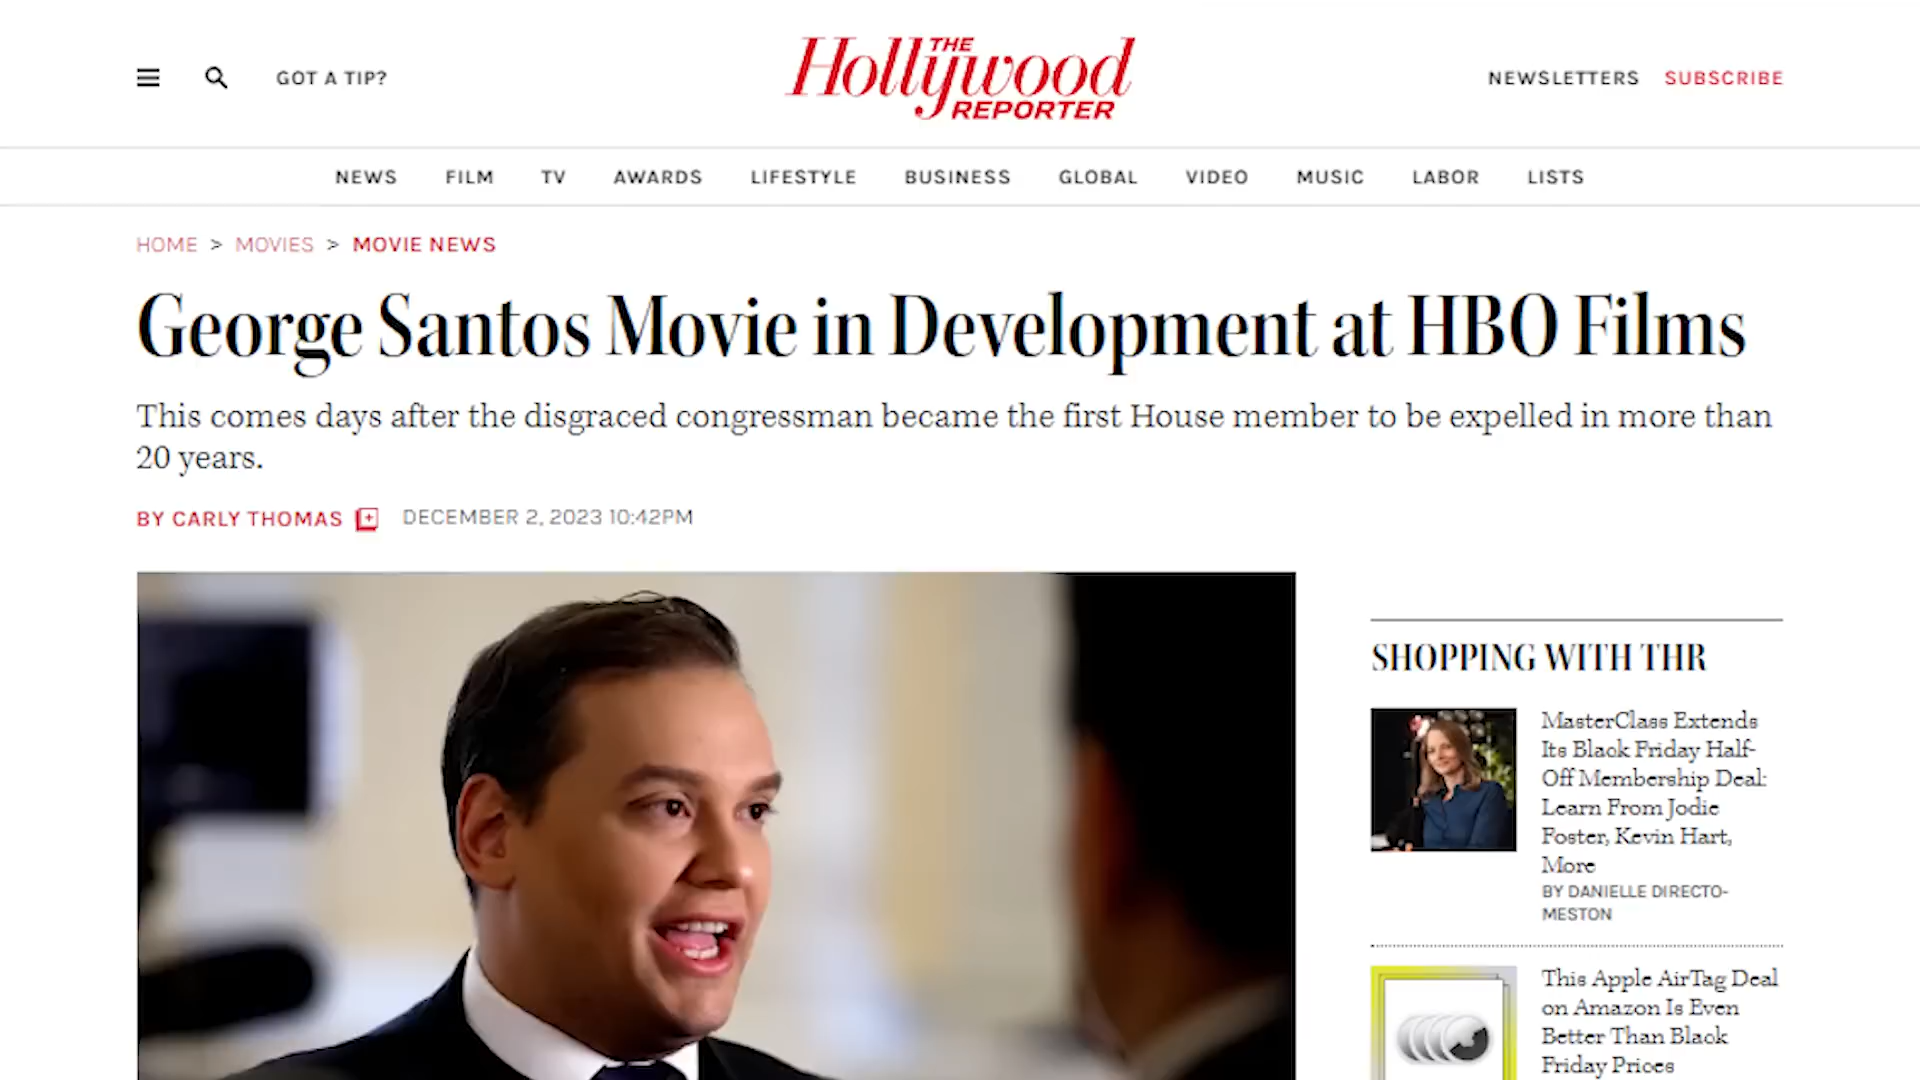 GOT A TIP?
THE
Hollywood
REPORTER
NEWSLETTERS SUBSCRIBE
NEWS FILM TV AWARDS LIFESTYLE BUSINESS GLOBAL VIDEO MUSIC LABOR LISTS
HOME > MOVIES > MOVIE NEWS
George Santos Movie in Development at HBO Films
This comes days after the disgraced congressman became the first House member to be expelled in more than
20 years.
BY CARLY THOMAS DECEMBER 2, 2023 10:42PM
SHOPPING WITH THR
MasterClass Extends
Its Black Friday Half-
Off Membership Deal:
Learn From Jodie
Foster, Kevin Hart,
More
BY DANIELLE DIRECTO-
MESTON
This Apple AirTag Deal
on Amazon Is Even
Better Than Black
Friday Prices